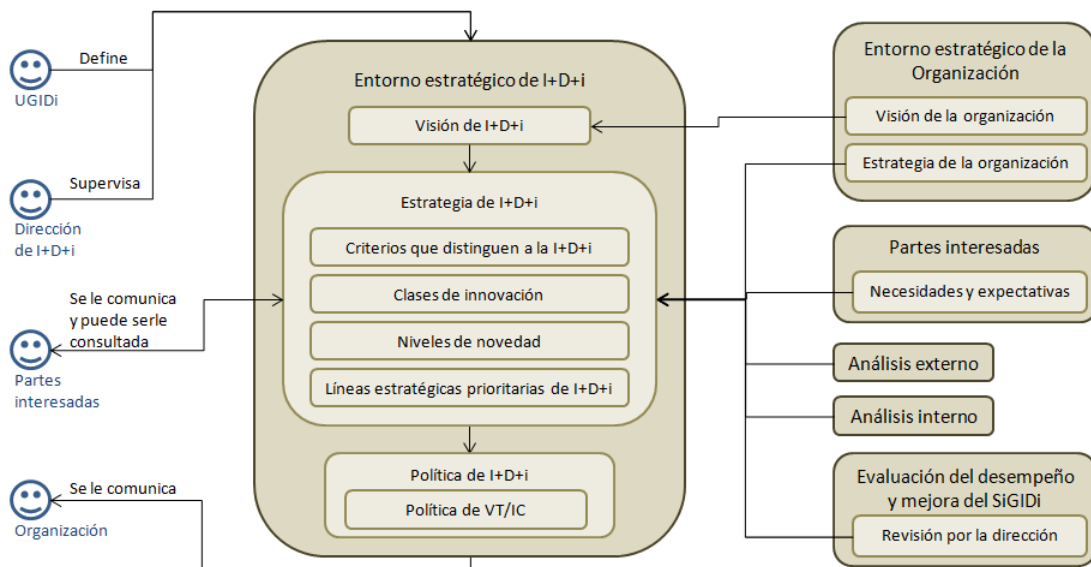 Define
UGIDi
Supervisa
Dirección
de I+D+i
Se le comunica
y puede serle
consultada
Partes
interesadas
Se le comunica
Organización
Entorno estratégico de I+D+i
Visión de I+D+i
Estrategia de I+D+i
Criterios que distinguen a la I+D+i
Clases de innovación
Niveles de novedad
Líneas estratégicas prioritarias de I+D+i
Política de I+D+i
Política de VT/IC
Entorno estratégico de la
Organización
Visión de la organización
Estrategia de la organización
Partes interesadas
Necesidades y expectativas
Análisis externo
Análisis interno
Evaluación del desempeño
y mejora del SiGIDi
Revisión por la dirección